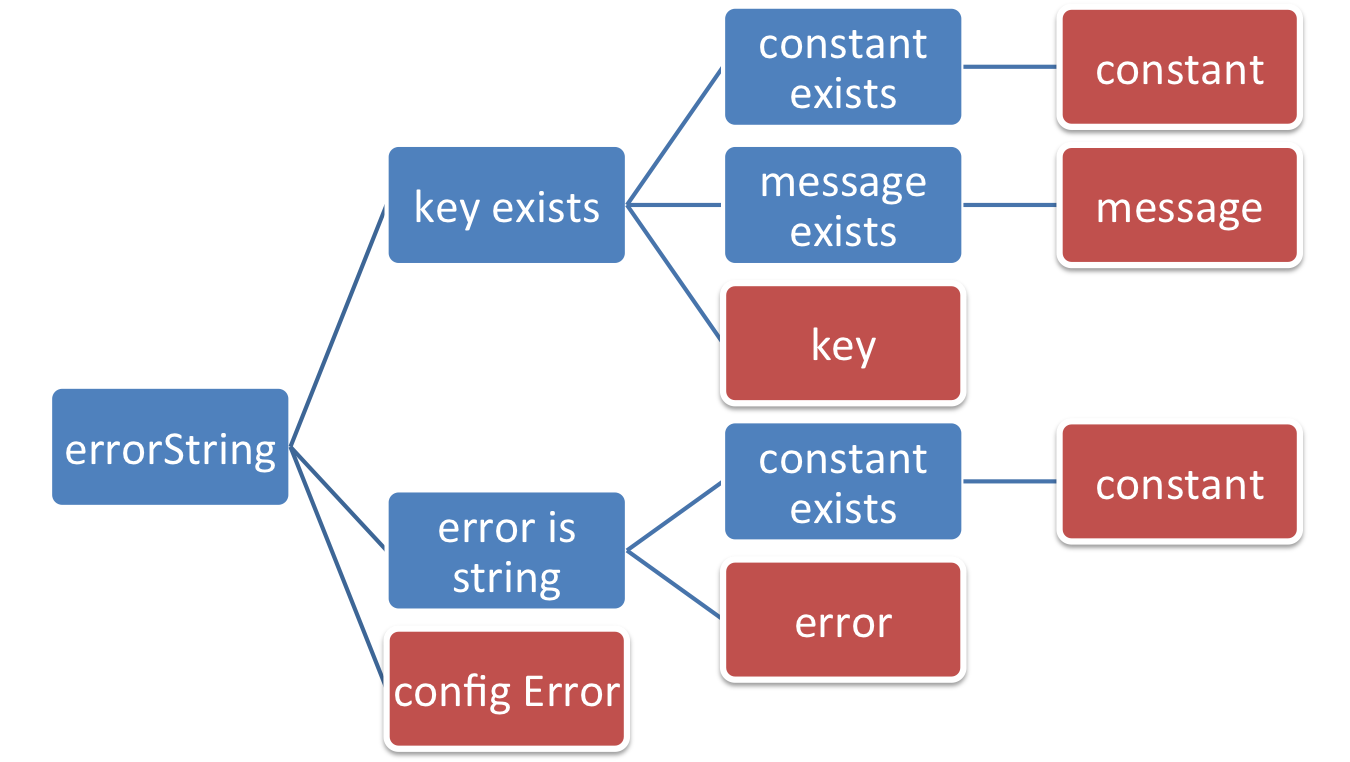 constant
exists
constant
message
exists
message
key exists
key
errorString
constant
exists
constant
error is
string
error
config Error